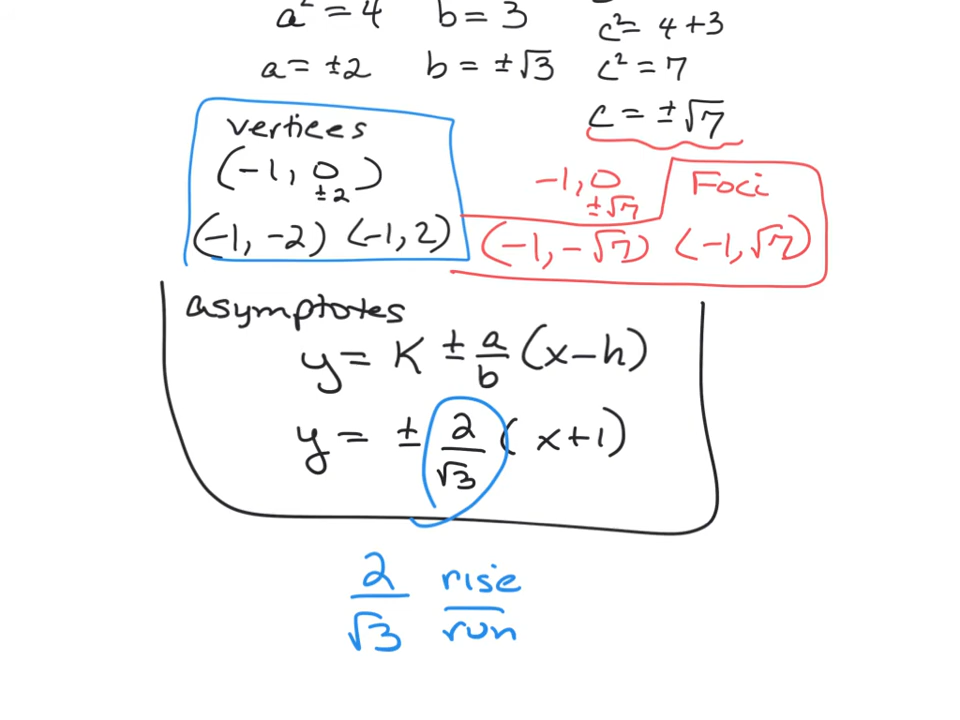 a² = 4 b = 3
c² = 4 + 3
a = ±2 b = ±√3 c² = 7
c = ±√7
vertices
(-1, 0)
±2
(-1, -2) (-1, 2)
-1, 0
±√7
Foci
(-1, -√7) (-1, √7)
asymptotes
y = K ± a/b (x-h)
y = ± 2/√3 (x+1)
2/√3 rise/run